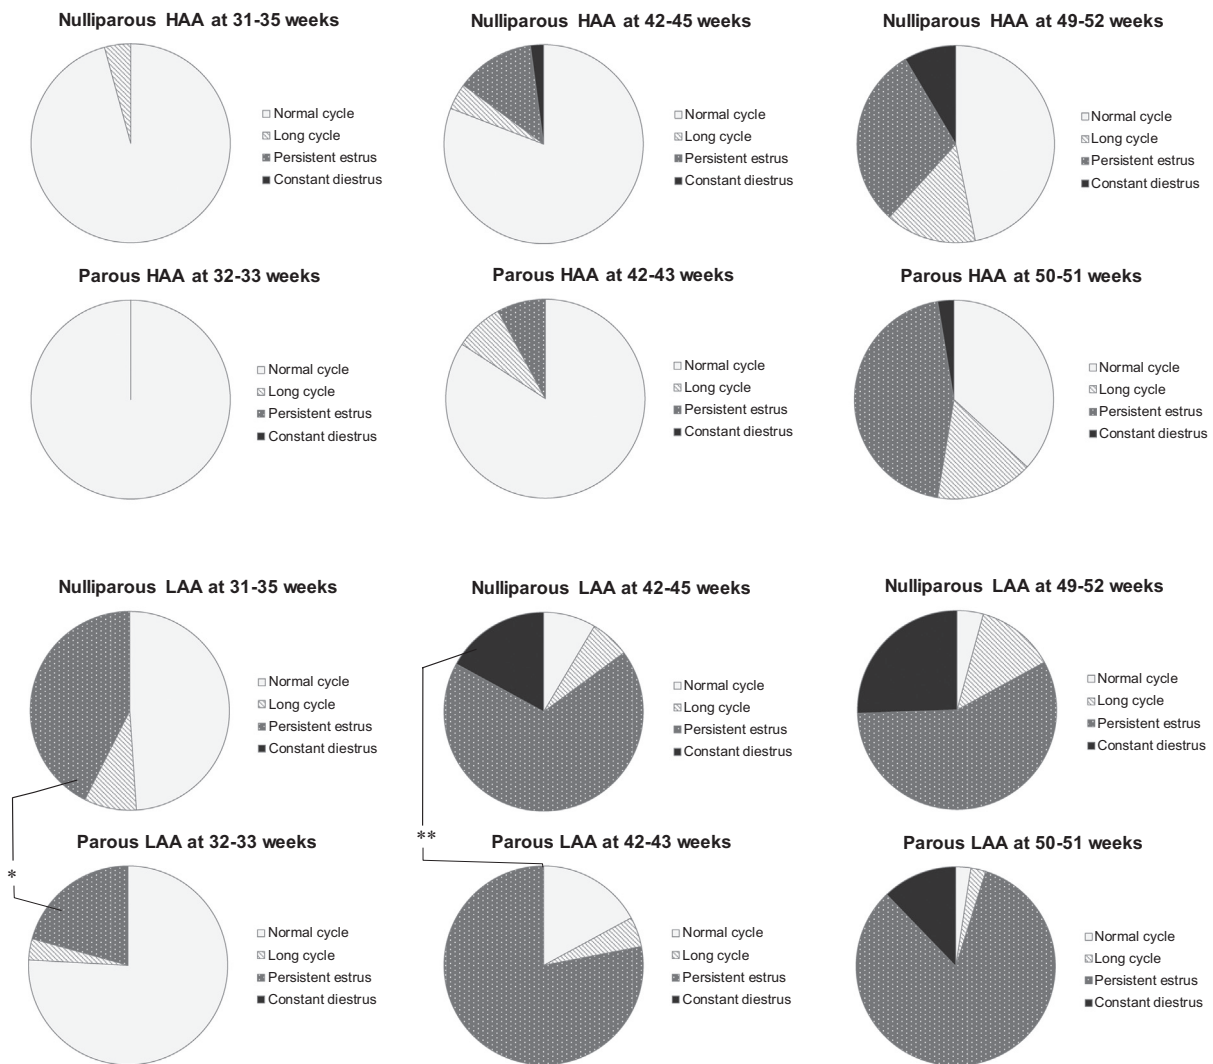 Nulliparous HAA at 31-35 weeks
Normal cycle
Long cycle
Persistent estrus
Constant diestrus
Nulliparous HAA at 42-45 weeks
Normal cycle
Long cycle
Persistent estrus
Constant diestrus
Nulliparous HAA at 49-52 weeks
Normal cycle
Long cycle
Persistent estrus
Constant diestrus
Parous HAA at 32-33 weeks
Normal cycle
Long cycle
Persistent estrus
Constant diestrus
Parous HAA at 42-43 weeks
Normal cycle
Long cycle
Persistent estrus
Constant diestrus
Parous HAA at 50-51 weeks
Normal cycle
Long cycle
Persistent estrus
Constant diestrus
Nulliparous LAA at 31-35 weeks
Normal cycle
Long cycle
Persistent estrus
Constant diestrus
Nulliparous LAA at 42-45 weeks
Normal cycle
Long cycle
Persistent estrus
Constant diestrus
Nulliparous LAA at 49-52 weeks
Normal cycle
Long cycle
Persistent estrus
Constant diestrus
*
**
Parous LAA at 32-33 weeks
Normal cycle
Long cycle
Persistent estrus
Constant diestrus
Parous LAA at 42-43 weeks
Normal cycle
Long cycle
Persistent estrus
Constant diestrus
Parous LAA at 50-51 weeks
Normal cycle
Long cycle
Persistent estrus
Constant diestrus